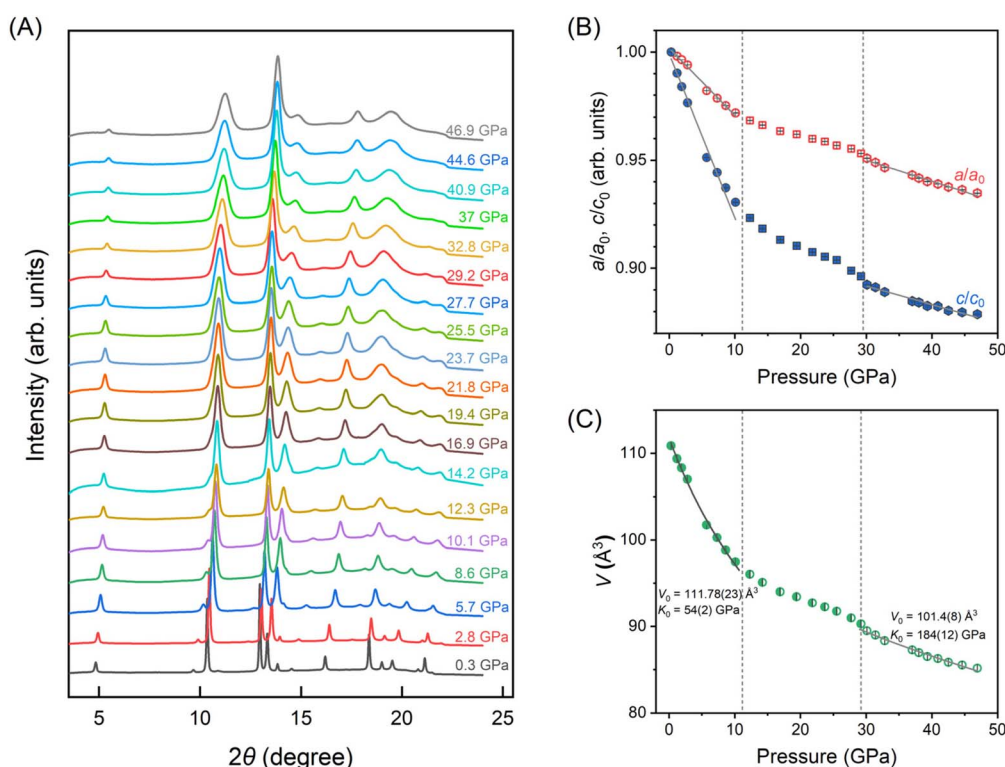 (A)
46.9 GPa
44.6 GPa
40.9 GPa
37 GPa
32.8 GPa
29.2 GPa
27.7 GPa
25.5 GPa
23.7 GPa
21.8 GPa
19.4 GPa
16.9 GPa
14.2 GPa
12.3 GPa
10.1 GPa
8.6 GPa
5.7 GPa
2.8 GPa
0.3 GPa
Intensity (arb. units)
5 10 15 20 25
2θ (degree)
(B)
1.00
0.95
0.90
a/a₀, c/c₀ (arb. units)
a/a₀
c/c₀
0 10 20 30 40 50
Pressure (GPa)
(C)
110
100
90
80
V (Å³)
V₀ = 111.78(23) Å³
K₀ = 54(2) GPa
V₀ = 101.4(8) Å³
K₀ = 184(12) GPa
0 10 20 30 40 50
Pressure (GPa)